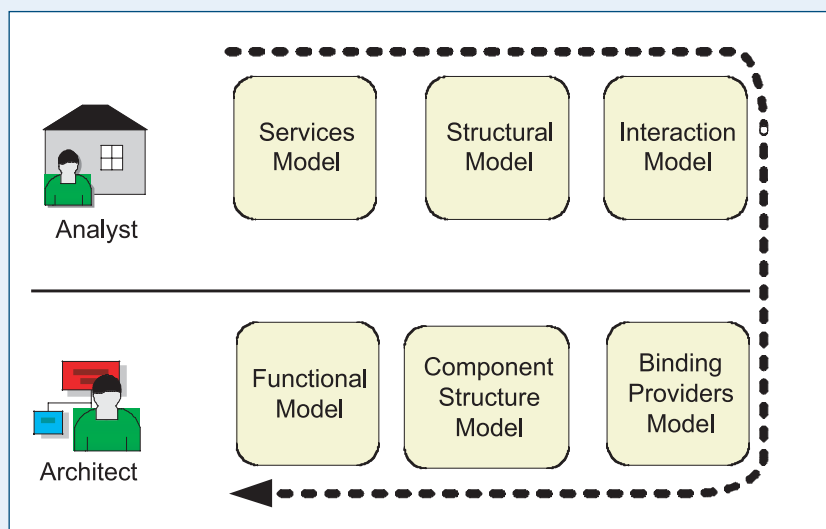 Services
Model
Structural
Model
Interaction
Model
Analyst
Functional
Model
Component
Structure
Model
Binding
Providers
Model
Architect